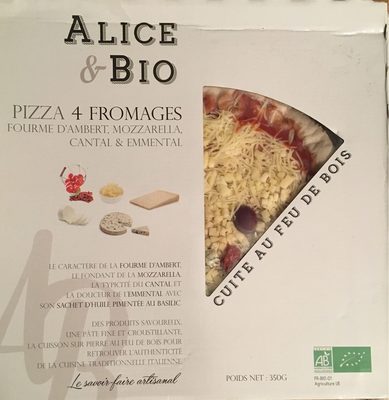 ALICE
& BIO
PIZZA 4 FROMAGES
FOURME D'AMBERT, MOZZARELLA,
CANTAL & EMMENTAL
CUITE AU FEU DE BOIS
LE CARACTÈRE DE LA FOURME D'AMBERT,
LE FONDANT DE LA MOZZARELLA
LA TYPICITÉ DU CANTAL ET
LA DOUCEUR DE L'EMMENTAL AVEC
SON SACHET D'HUILE PIMENTÉE AU BASILIC
DES PRODUITS SAVOUREUX,
UNE PÂTE FINE ET CROUSTILLANTE,
LA CUISSON SUR PIERRE AU FEU DE BOIS POUR
RETROUVER L'AUTHENTICITÉ
DE LA CUISINE TRADITIONNELLE ITALIENNE.
Le savoir-faire artisanal
POIDS NET : 350G
AB
FR-BIO-01
Agriculture UE